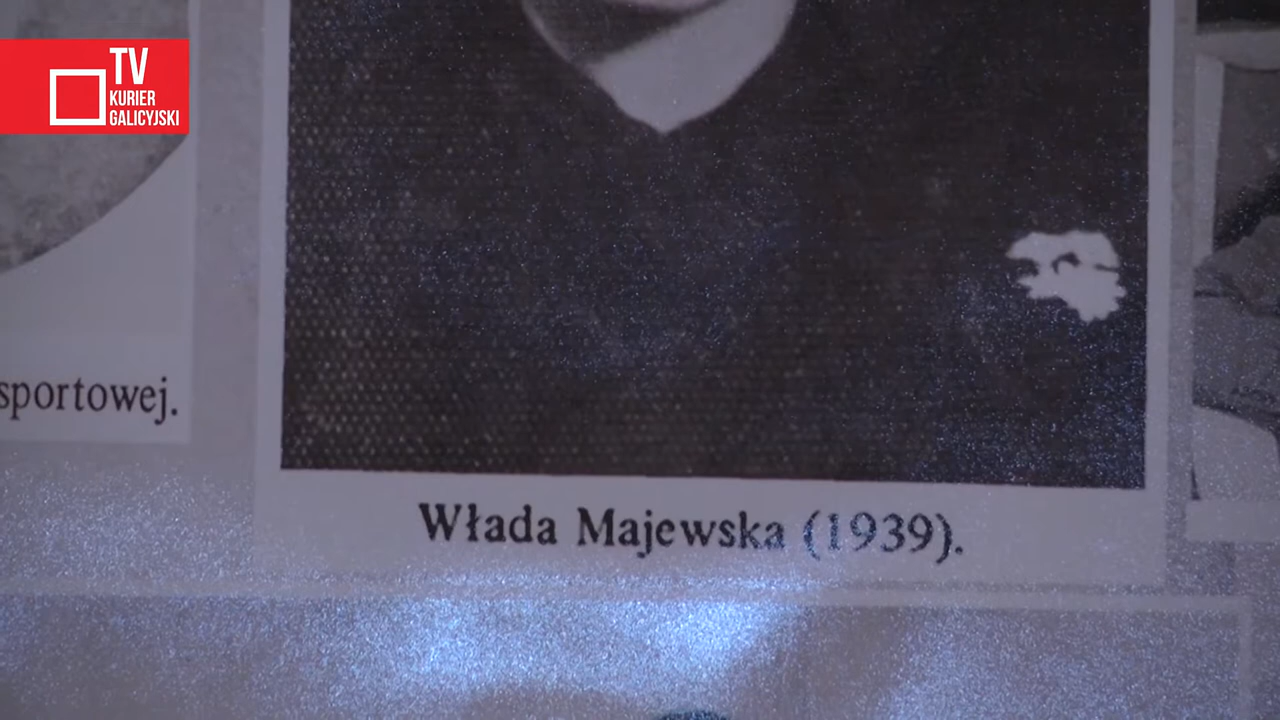 TV
KURIER
GALICYJSKI
sportowej.
Włada Majewska (1939).